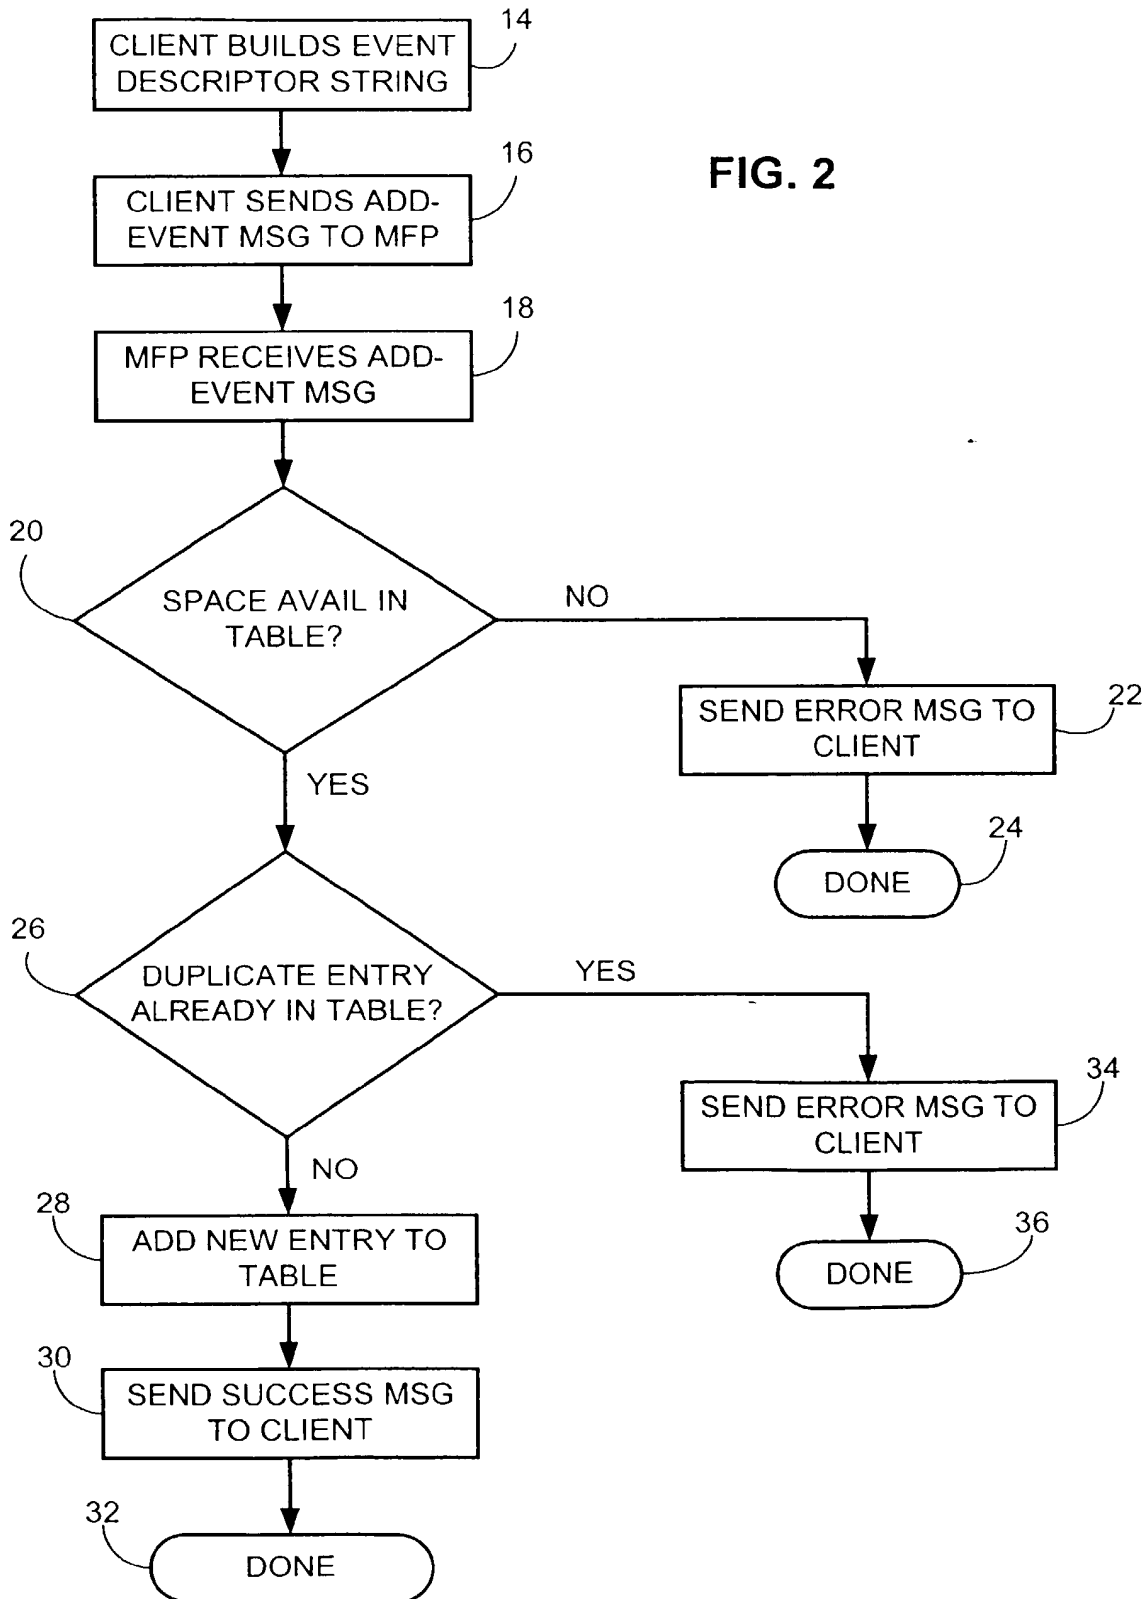 14
CLIENT BUILDS EVENT
DESCRIPTOR STRING
16
FIG. 2
CLIENT SENDS ADD-
EVENT MSG TO MFP
18
MFP RECEIVES ADD-
EVENT MSG
20
SPACE AVAIL IN
TABLE?
NO
SEND ERROR MSG TO
CLIENT
22
YES
24
DONE
26
DUPLICATE ENTRY
ALREADY IN TABLE?
YES
34
SEND ERROR MSG TO
CLIENT
NO
28
ADD NEW ENTRY TO
TABLE
36
DONE
30
SEND SUCCESS MSG
TO CLIENT
32
DONE